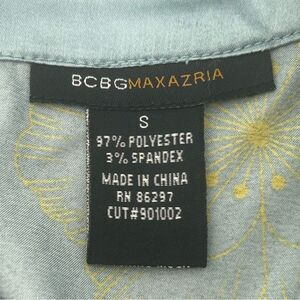 BCBGMAXAZRIA
S
97% POLYESTER
3% SPANDEX
MADE IN CHINA
RN 86297
CUT#901002